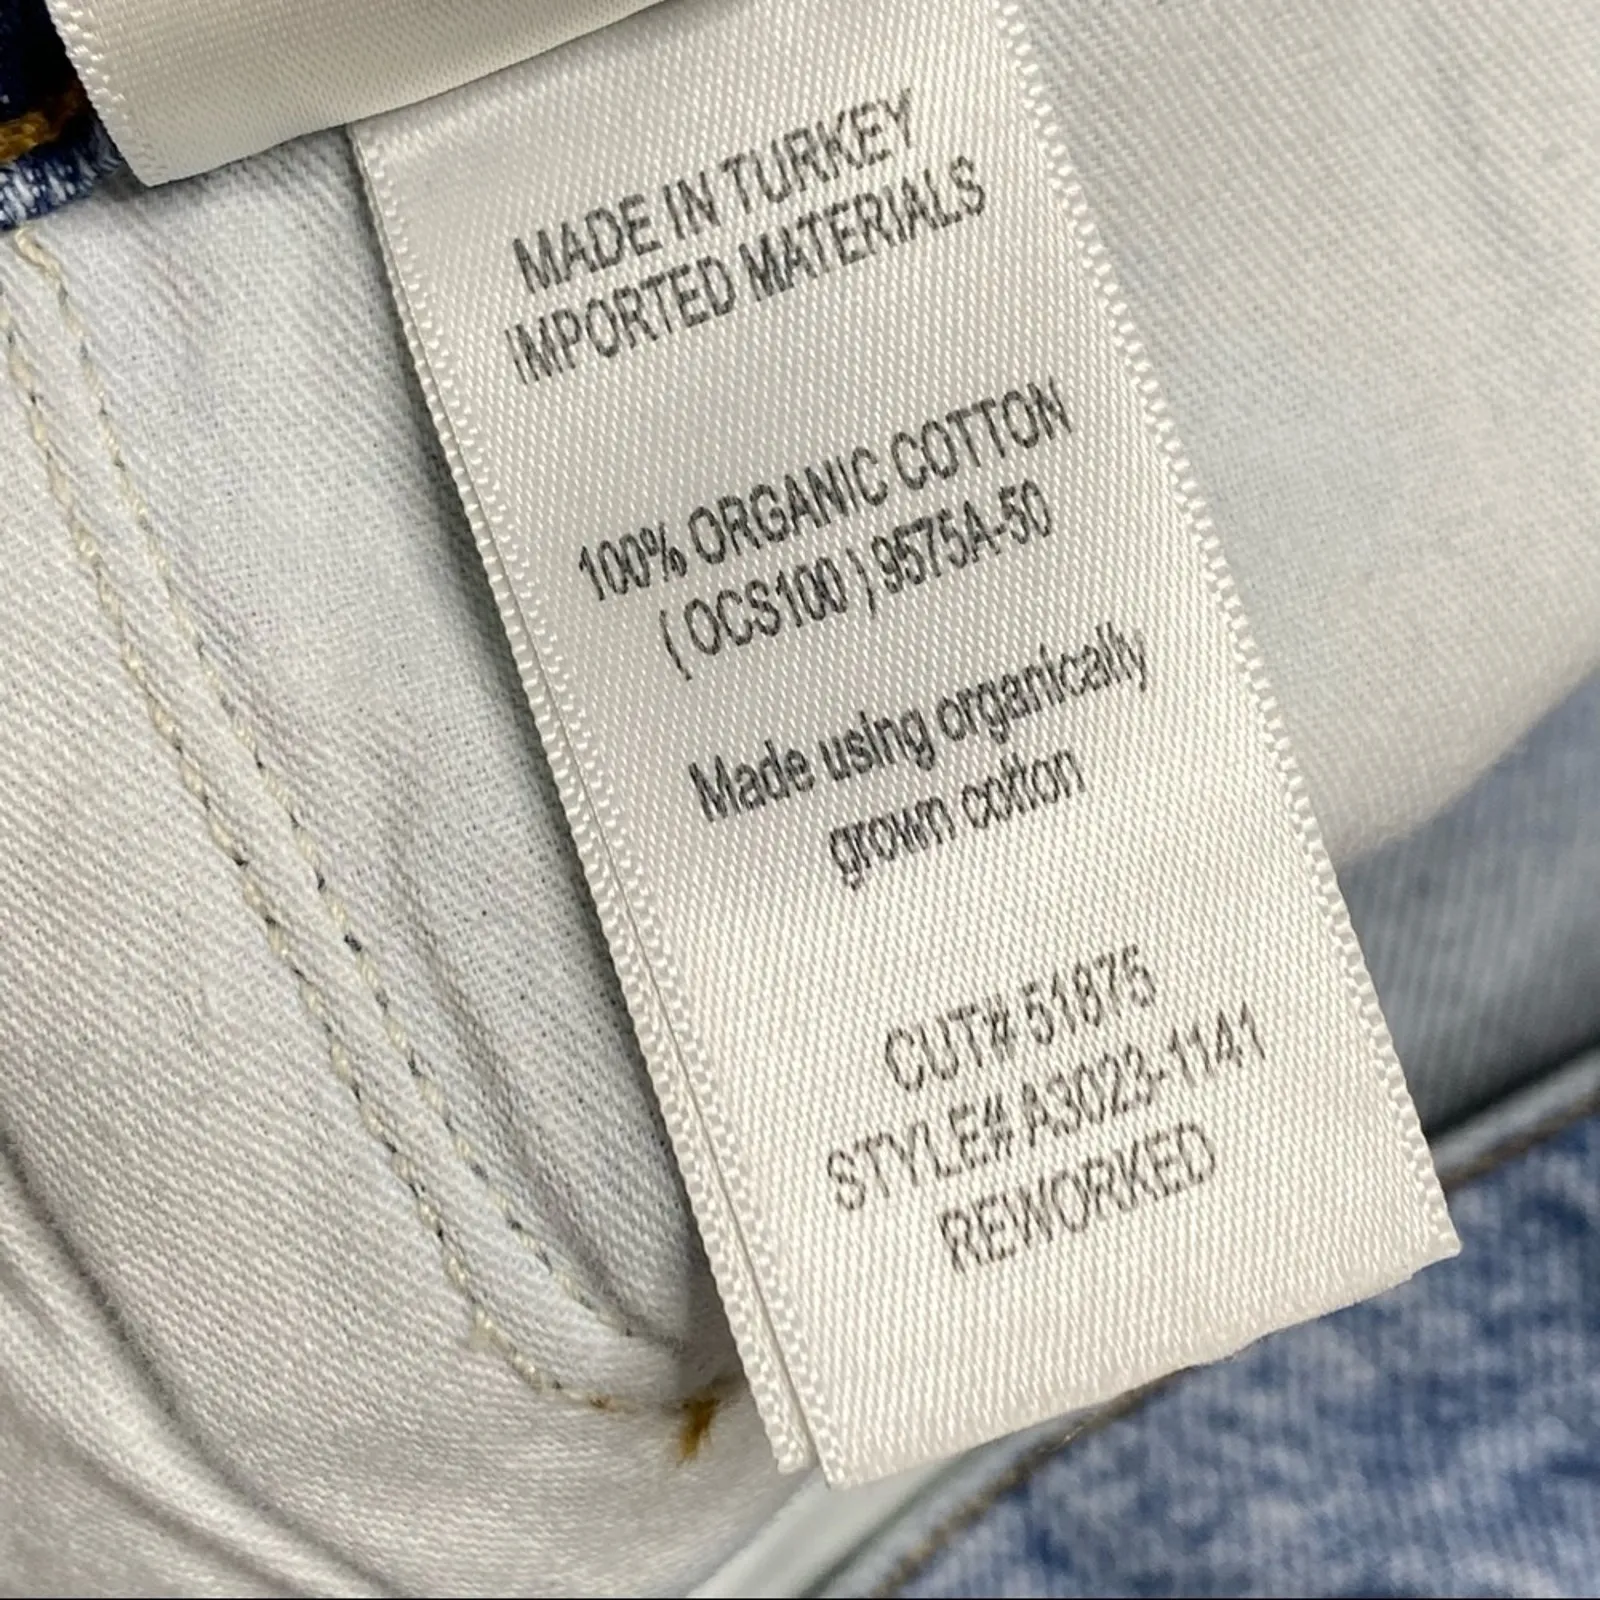 MADE IN TURKEY
IMPORTED MATERIALS
100% ORGANIC COTTON
( OCS100 ) 9575A-50
Made using organically
grown cotton
CUT# 51875
STYLE# A3023-1141
REWORKED